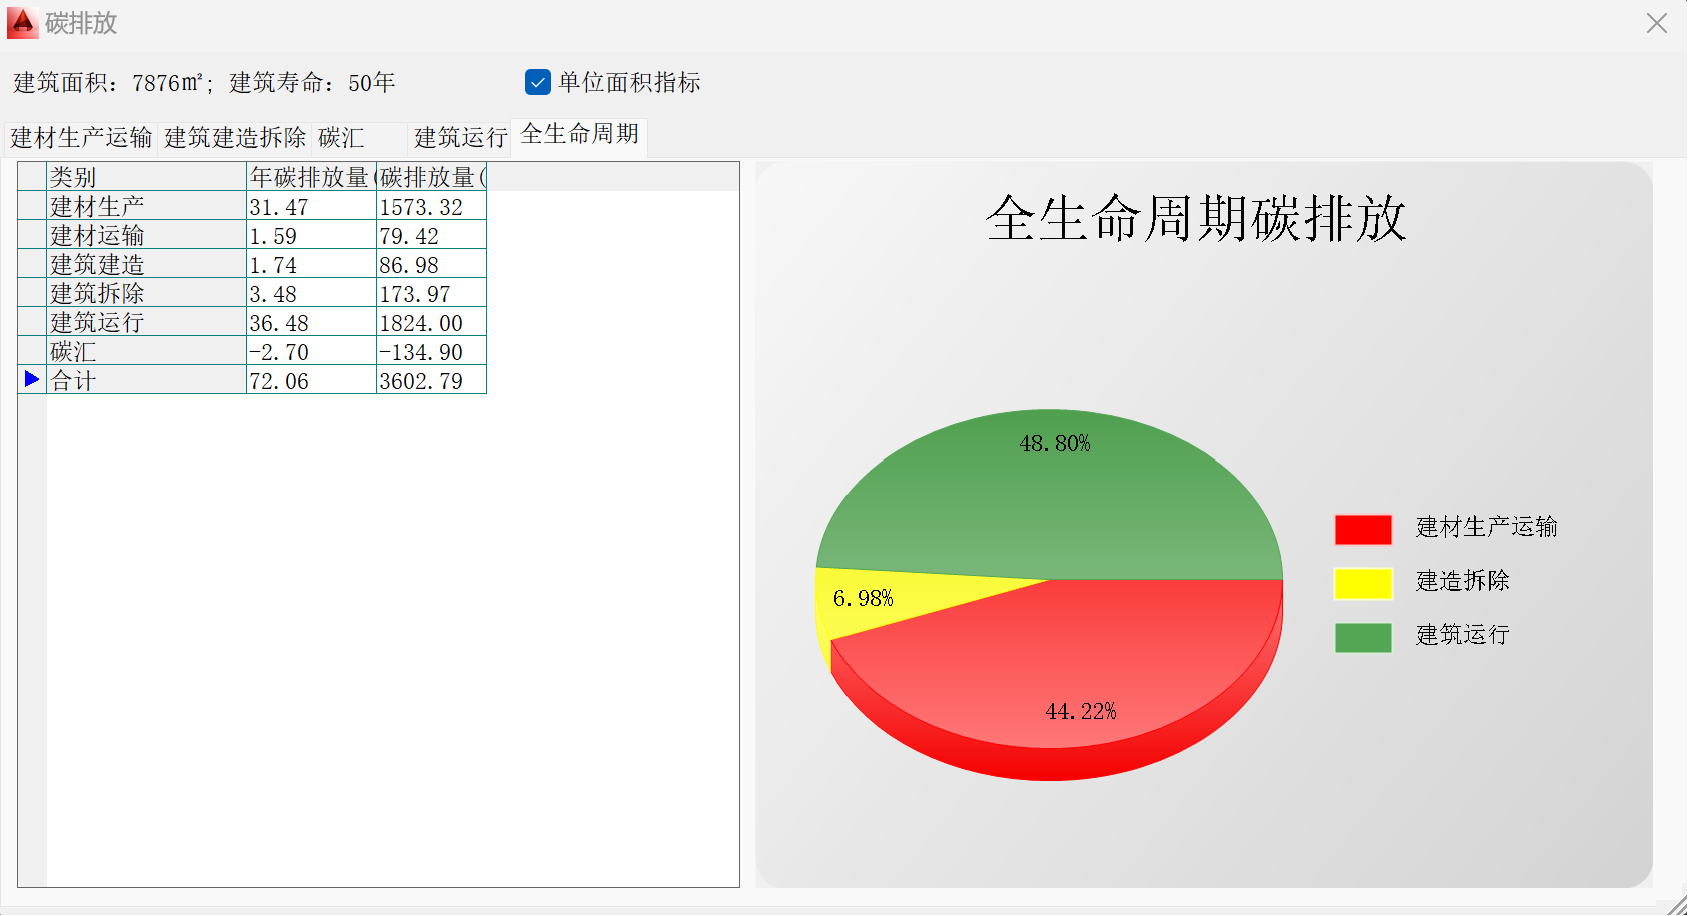 碳排放
建筑面积：7876㎡；建筑寿命：50年
单位面积指标
建材生产运输 建筑建造拆除 碳汇 建筑运行 全生命周期
类别 年碳排放量( 碳排放量(
建材生产 31.47 1573.32
建材运输 1.59 79.42
建筑建造 1.74 86.98
建筑拆除 3.48 173.97
建筑运行 36.48 1824.00
碳汇 -2.70 -134.90
合计 72.06 3602.79
全生命周期碳排放
48.80%
6.98%
44.22%
建材生产运输
建造拆除
建筑运行